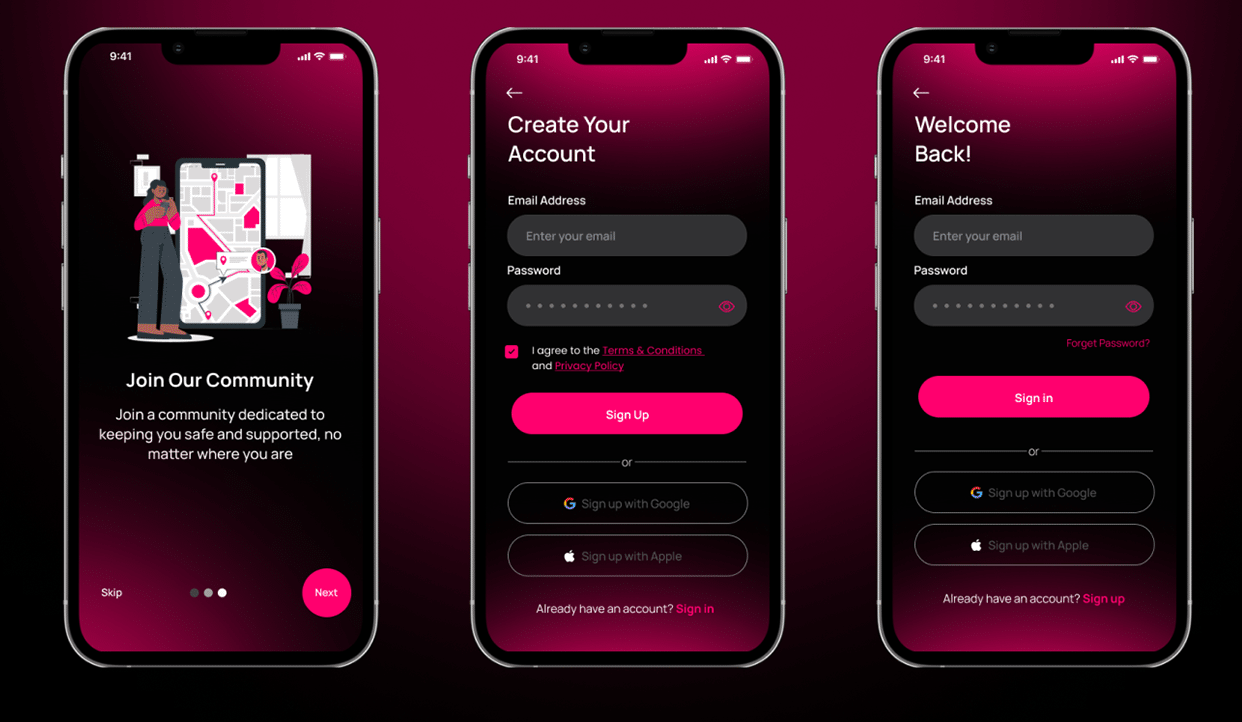 9:41
Join Our Community
Join a community dedicated to
keeping you safe and supported, no
matter where you are
Skip
Next
9:41
Create Your
Account
Email Address
Enter your email
Password
I agree to the Terms & Conditions
and Privacy Policy
Sign Up
or
Sign up with Google
Sign up with Apple
Already have an account? Sign in
9:41
Welcome
Back!
Email Address
Enter your email
Password
Forget Password?
Sign in
or
Sign up with Google
Sign up with Apple
Already have an account? Sign up